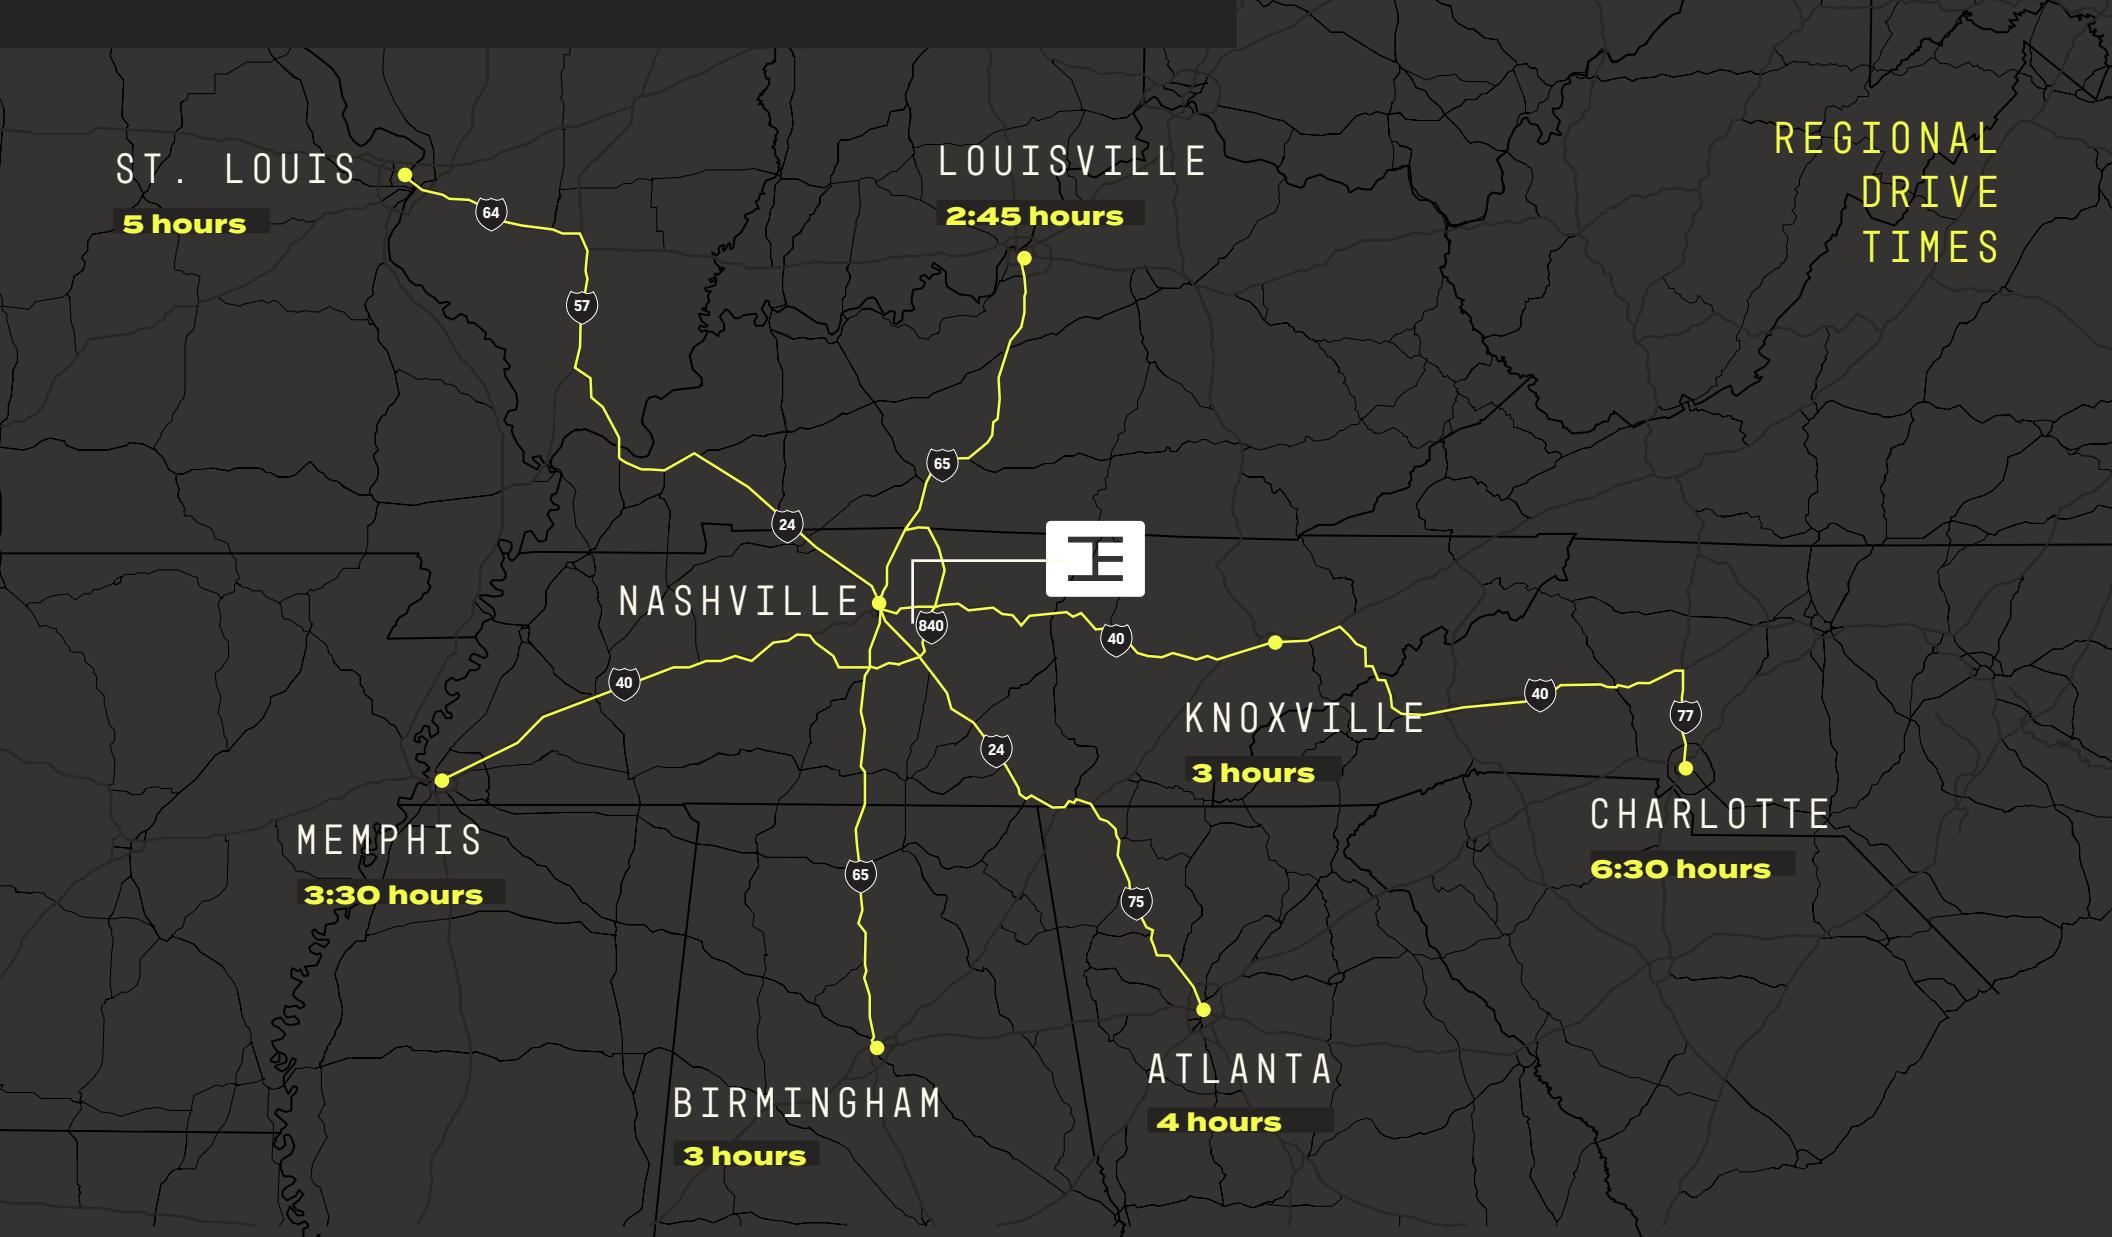 REGIONAL
DRIVE
TIMES
ST. LOUIS
5 hours
LOUISVILLE
2:45 hours
64
57
65
24
NASHVILLE
840
40
40
KNOXVILLE
3 hours
40
77
24
MEMPHIS
3:30 hours
CHARLOTTE
6:30 hours
65
75
BIRMINGHAM
3 hours
ATLANTA
4 hours